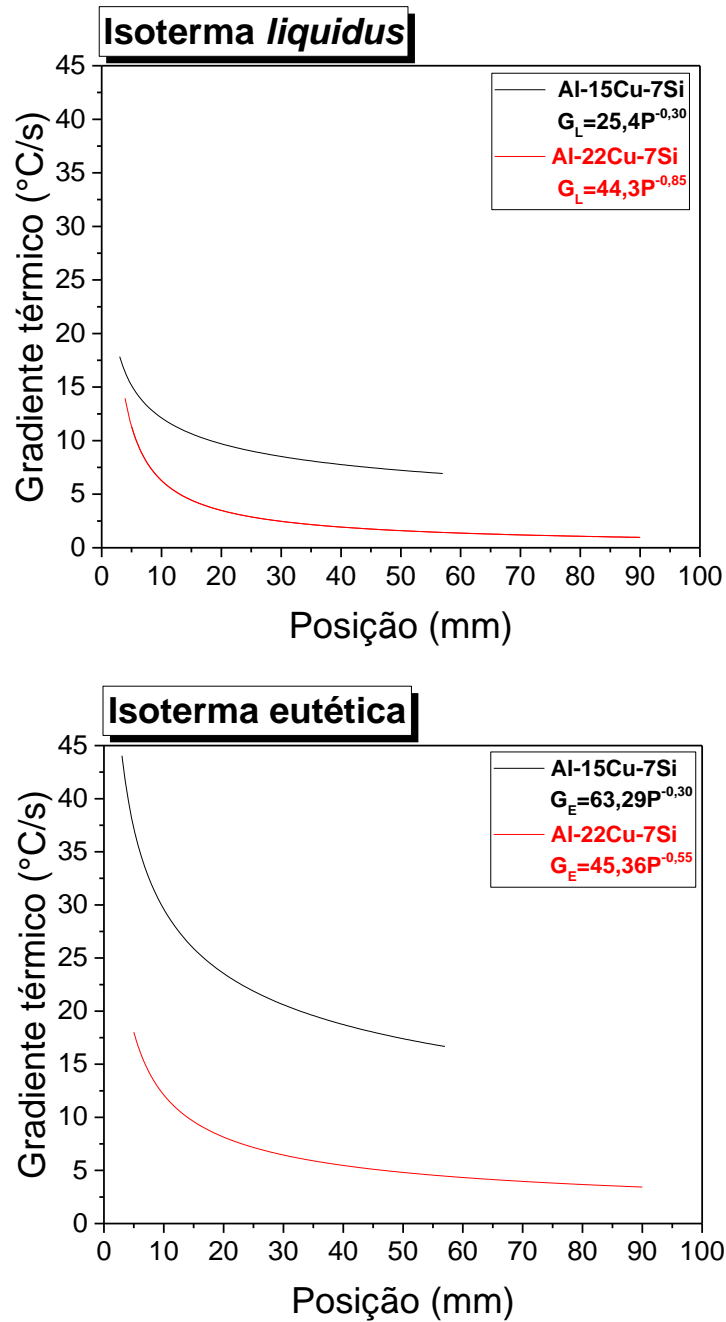 Isoterma liquidus
45
40
35
30
25
20
15
10
5
0
Gradiente térmico (°C/s)
Al-15Cu-7Si
G_L=25,4P^-0,30
Al-22Cu-7Si
G_L=44,3P^-0,85
0 10 20 30 40 50 60 70 80 90 100
Posição (mm)
Isoterma eutética
45
40
35
30
25
20
15
10
5
0
Gradiente térmico (°C/s)
Al-15Cu-7Si
G_E=63,29P^-0,30
Al-22Cu-7Si
G_E=45,36P^-0,55
0 10 20 30 40 50 60 70 80 90 100
Posição (mm)